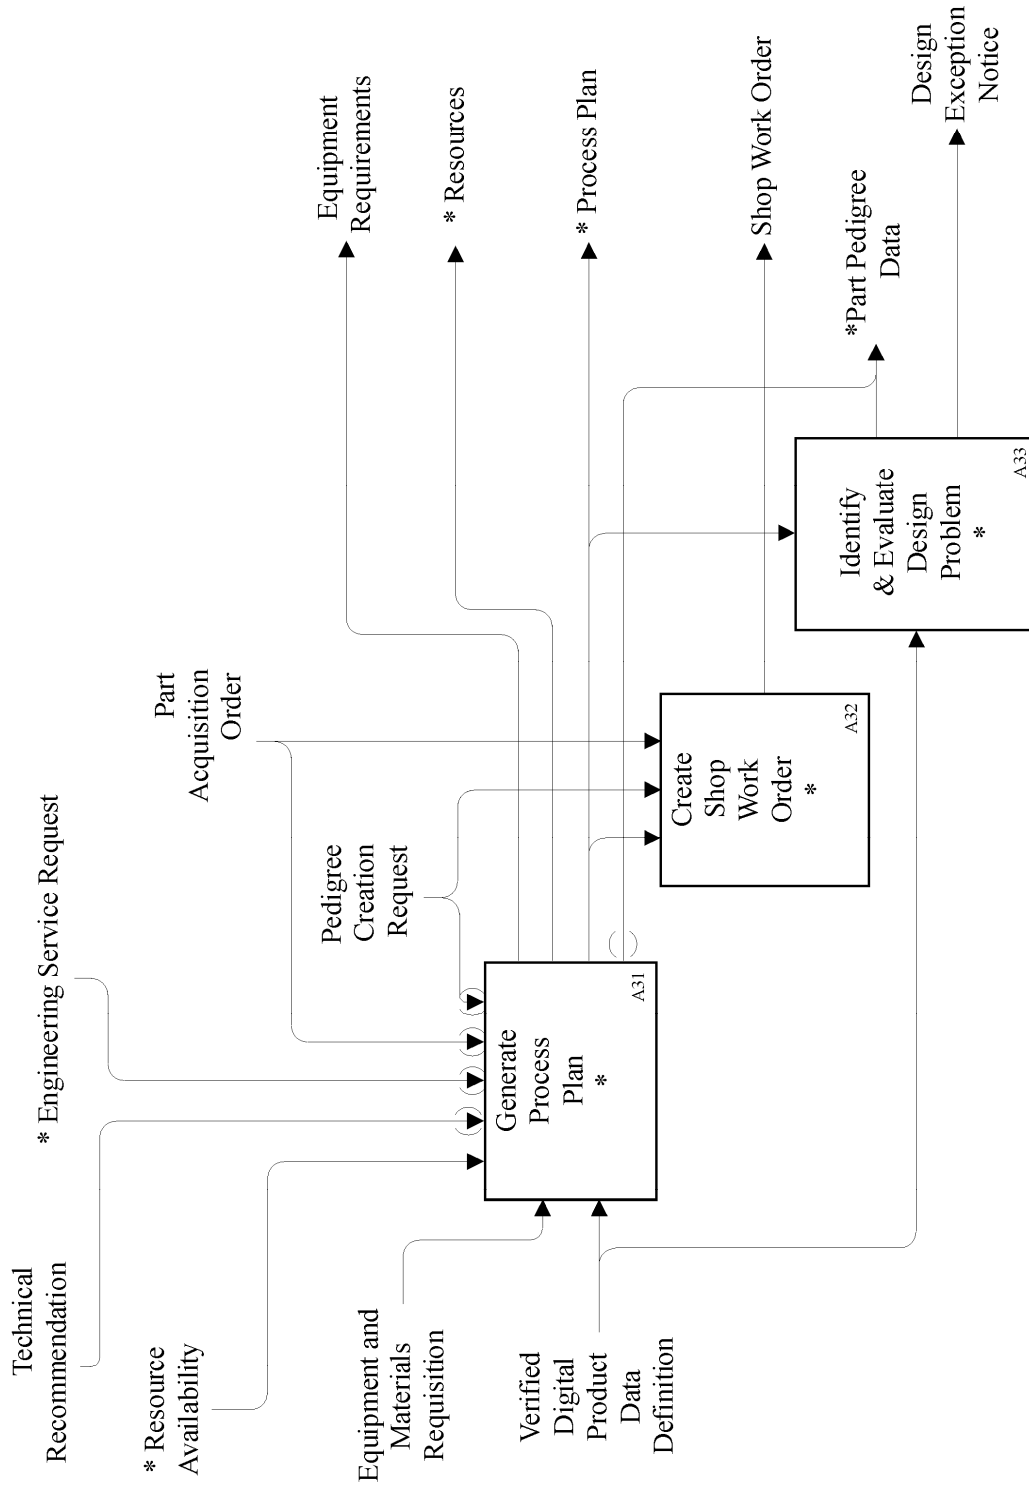 Technical
Recommendation
* Engineering Service Request
* Resource
Availability
Part
Acquisition
Order
Pedigree
Creation
Request
Equipment and
Materials
Requisition
Verified
Digital
Product
Data
Definition
Generate
Process
Plan
*
A31
Create
Shop
Work
Order
*
A32
Identify
& Evaluate
Design
Problem
*
A33
Equipment
Requirements
* Resources
* Process Plan
Shop Work Order
*Part Pedigree
Data
Design
Exception
Notice